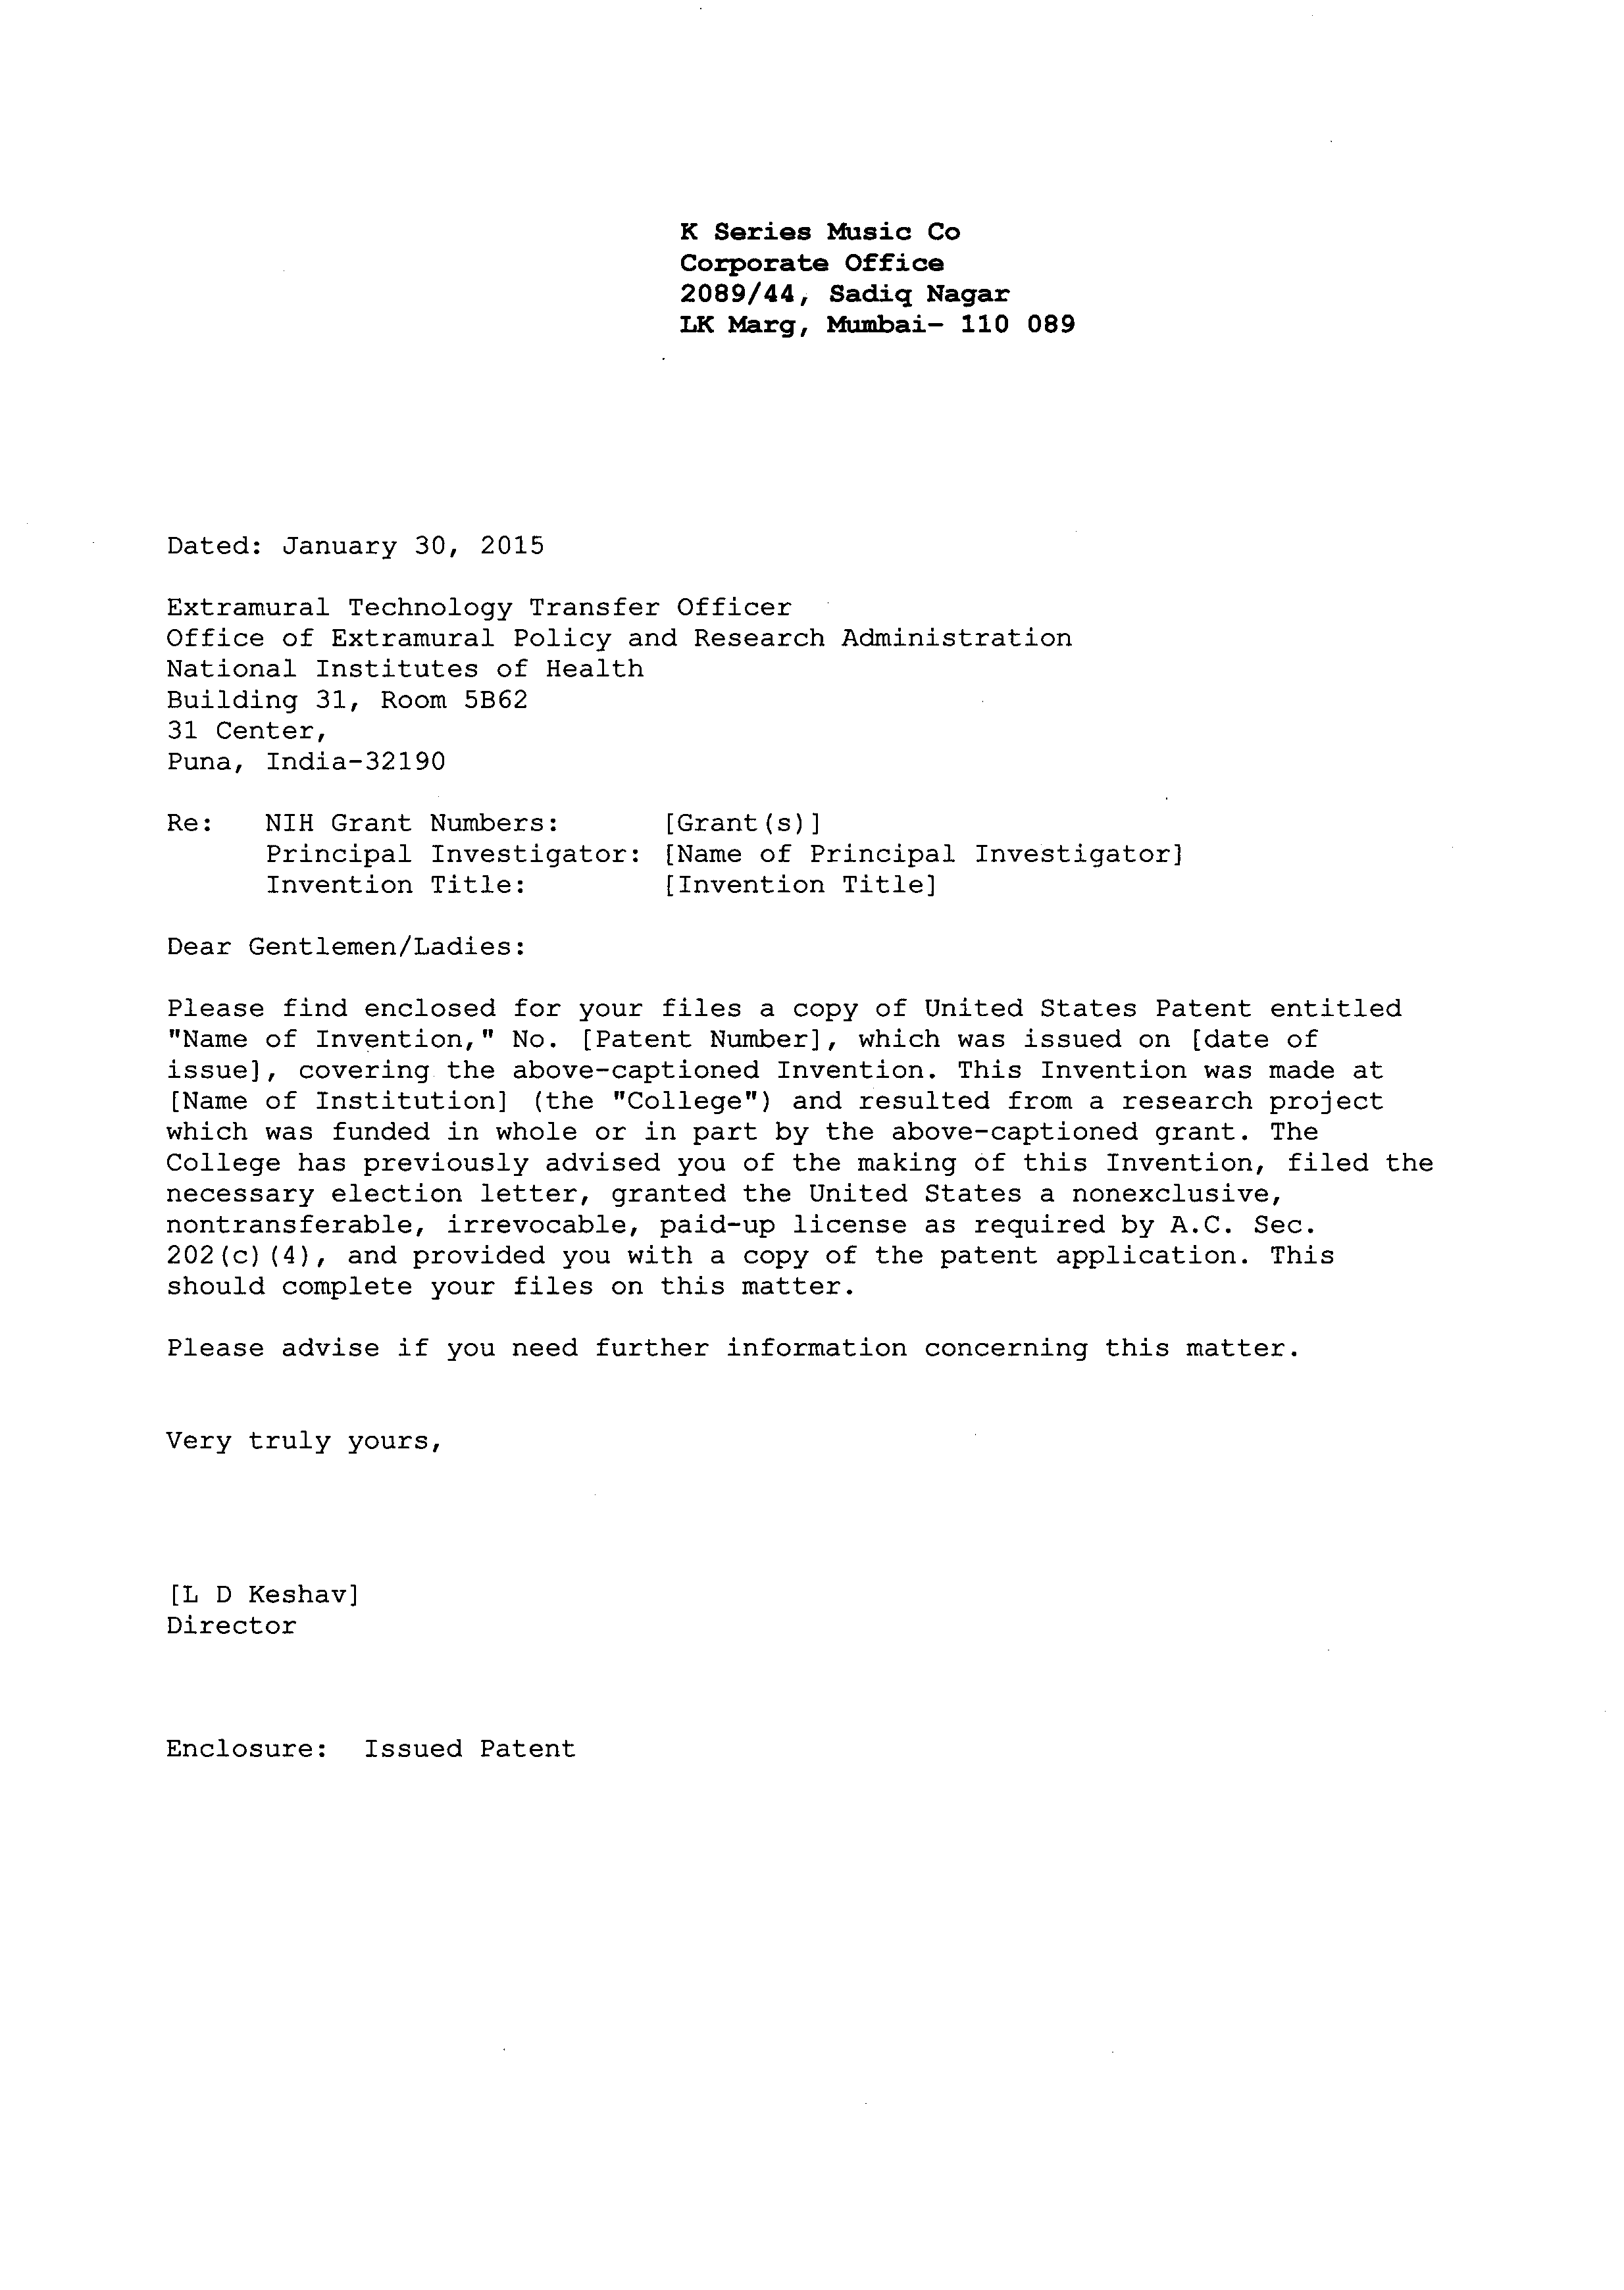 K Series Music Co
Corporate Office
2089/44, Sadiq Nagar
LK Marg, Mumbai- 110 089
Dated: January 30, 2015
Extramural Technology Transfer Officer
Office of Extramural Policy and Research Administration
National Institutes of Health
Building 31, Room 5B62
31 Center,
Puna, India-32190
Re: NIH Grant Numbers: [Grant(s)]
Principal Investigator: [Name of Principal Investigator]
Invention Title: [Invention Title]
Dear Gentlemen/Ladies:
Please find enclosed for your files a copy of United States Patent entitled
"Name of Invention," No. [Patent Number], which was issued on [date of
issue], covering the above-captioned Invention. This Invention was made at
[Name of Institution] (the "College") and resulted from a research project
which was funded in whole or in part by the above-captioned grant. The
College has previously advised you of the making of this Invention, filed the
necessary election letter, granted the United States a nonexclusive,
nontransferable, irrevocable, paid-up license as required by A.C. Sec.
202(c)(4), and provided you with a copy of the patent application. This
should complete your files on this matter.
Please advise if you need further information concerning this matter.
Very truly yours,
[L D Keshav]
Director
Enclosure: Issued Patent